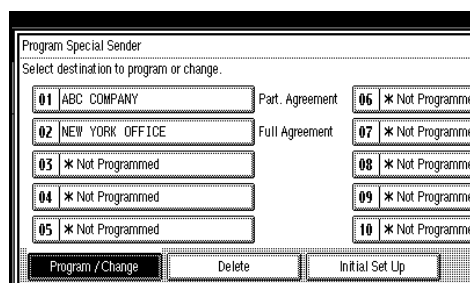 Program Special Sender
Select destination to program or change.
01 ABC COMPANY Part. Agreement 06 * Not Programme
02 NEW YORK OFFICE Full Agreement 07 * Not Programme
03 * Not Programmed 08 * Not Programme
04 * Not Programmed 09 * Not Programme
05 * Not Programmed 10 * Not Programme
Program / Change Delete Initial Set Up